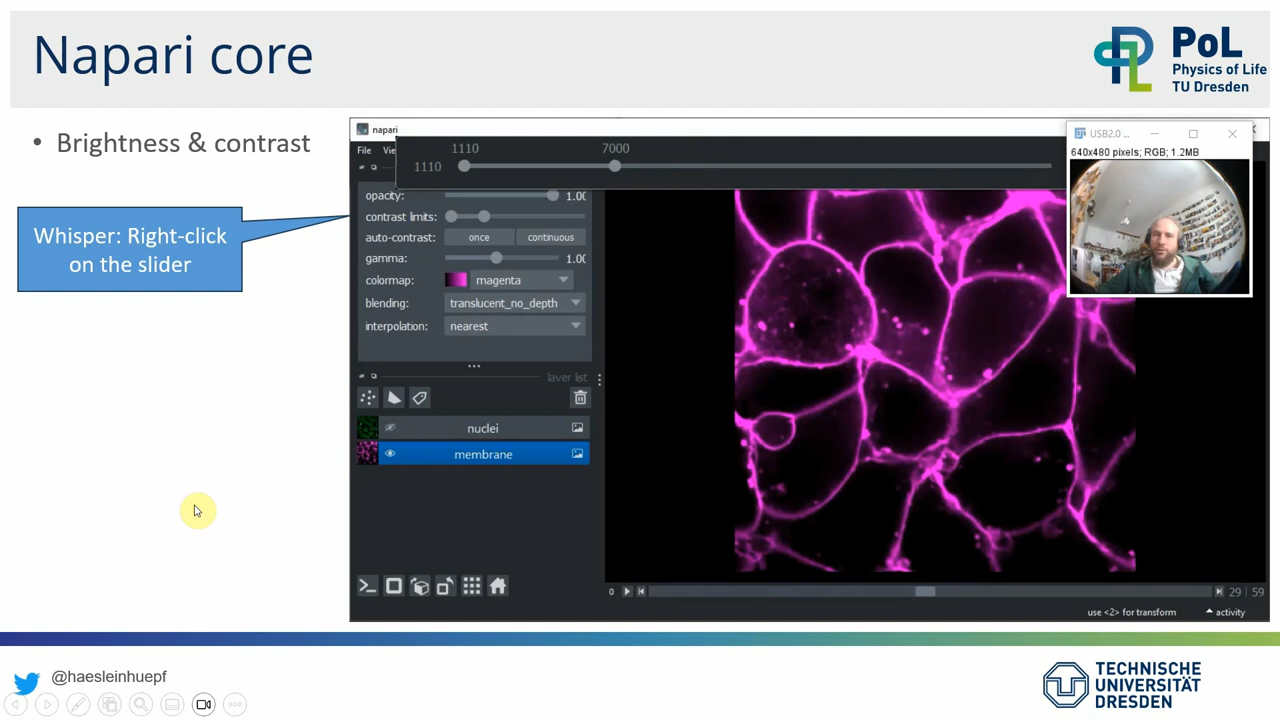 Napari core
PoL
Physics of Life
TU Dresden
• Brightness & contrast
Whisper: Right-click
on the slider
napari
File Vie
1110 7000
1110
USB2.0 ...
640x480 pixels; RGB; 1.2MB
opacity: 1.00
contrast limits:
auto-contrast: once continuous
gamma: 1.00
colormap: magenta
blending: translucent_no_depth
interpolation: nearest
layer list
nuclei
membrane
0 29 59
use <2> for transform activity
@haesleinhuepf
TECHNISCHE
UNIVERSITÄT
DRESDEN